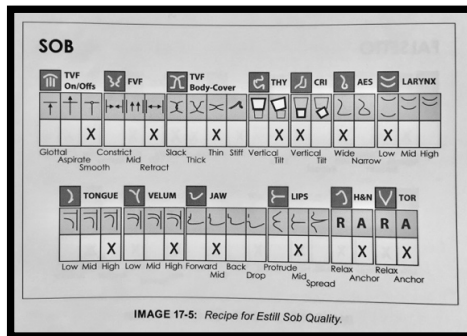 SOB
TVF On/Offs FVF TVF Body-Cover THY CRI AES LARYNX
X X X X X X X
Glottal Aspirate Smooth Constrict Mid Retract Slack Thick Thin Stiff Vertical Tilt Vertical Tilt Wide Narrow Low Mid High
TONGUE VELUM JAW LIPS H&N TOR
R A R A
X X X X X X
Low Mid High Low Mid High Forward Mid Back Drop Protrude Mid Spread Relax Anchor Relax Anchor
IMAGE 17-5: Recipe for Estill Sob Quality.